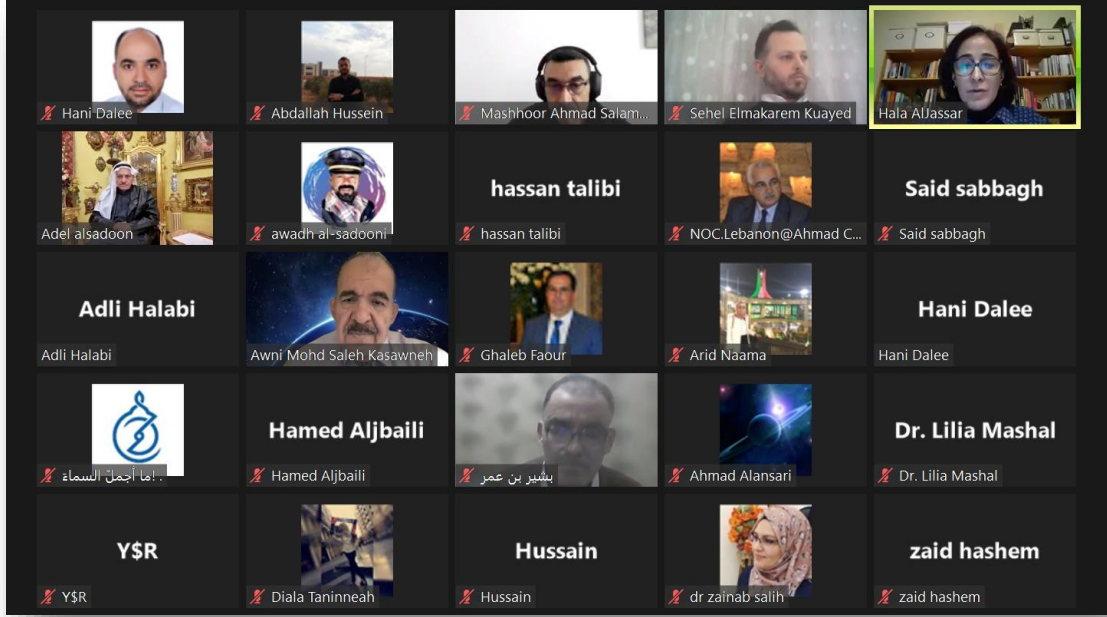 Hani Dalee
Abdallah Hussein
Mashhoor Ahmad Salam...
Sehel Elmakarem Kuayed
Hala AlJassar
Adel alsadoon
awadh al-sadooni
hassan talibi
hassan talibi
NOC.Lebanon@Ahmad C...
Said sabbagh
Said sabbagh
Adli Halabi
Adli Halabi
Awni Mohd Saleh Kasawneh
Ghaleb Faour
Arid Naama
Hani Dalee
Hani Dalee
ما أجملَ السماءَ!.
Hamed Aljbaili
Hamed Aljbaili
بشير بن عمر
Ahmad Alansari
Dr. Lilia Mashal
Dr. Lilia Mashal
Y$R
Y$R
Diala Taninneah
Hussain
Hussain
dr zainab salih
zaid hashem
zaid hashem